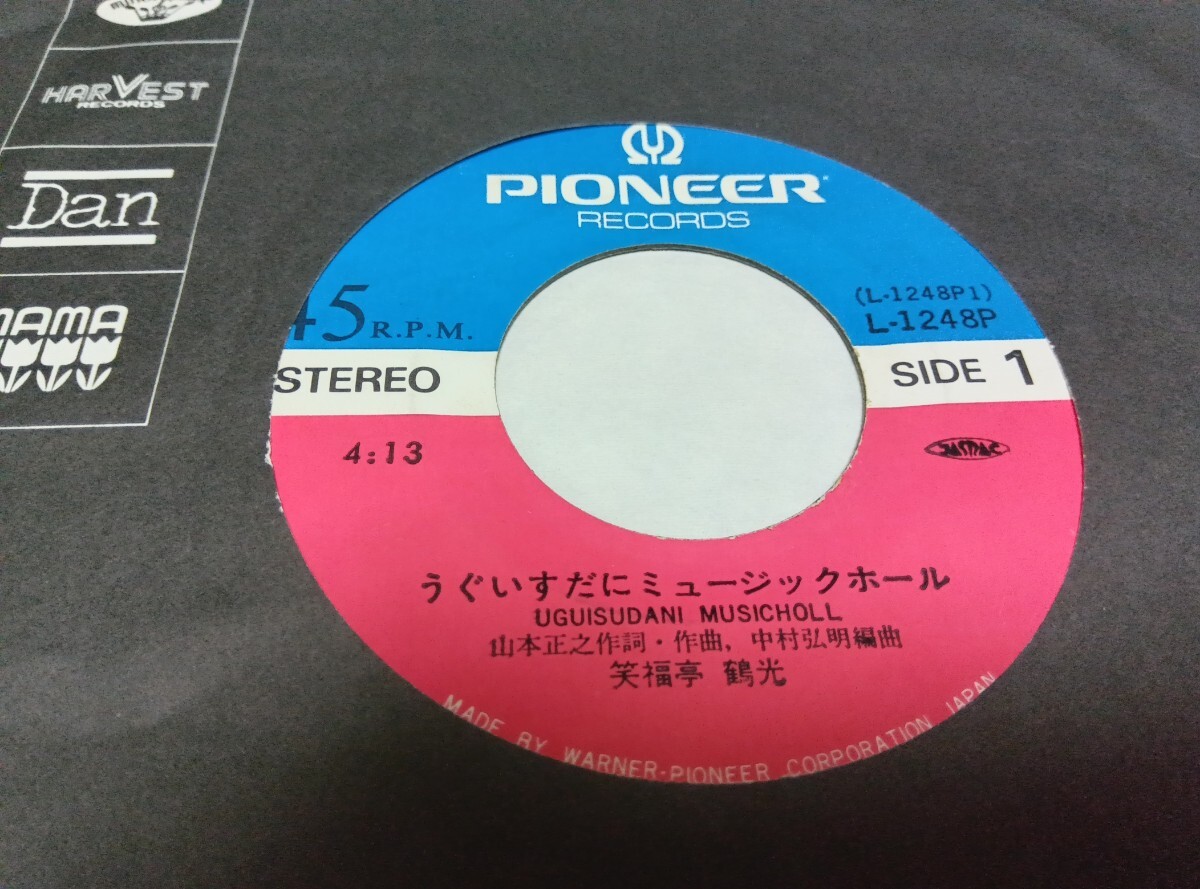 HARVEST
RECORDS
Dan
MAMA
PIONEER
RECORDS
45 R.P.M.
(L-1248P1)
L-1248P
STEREO
SIDE 1
4:13
JASRAC
うぐいすだにミュージックホール
UGUISUDANI MUSICHOLL
山本正之作詞・作曲, 中村弘明編曲
笑福亭 鶴光
MADE BY WARNER-PIONEER CORPORATION JAPAN